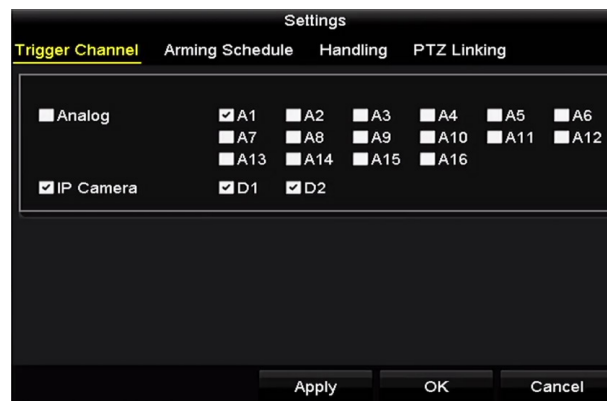 Settings
Trigger Channel Arming Schedule Handling PTZ Linking
Analog A1 A2 A3 A4 A5 A6
A7 A8 A9 A10 A11 A12
A13 A14 A15 A16
IP Camera D1 D2
Apply OK Cancel